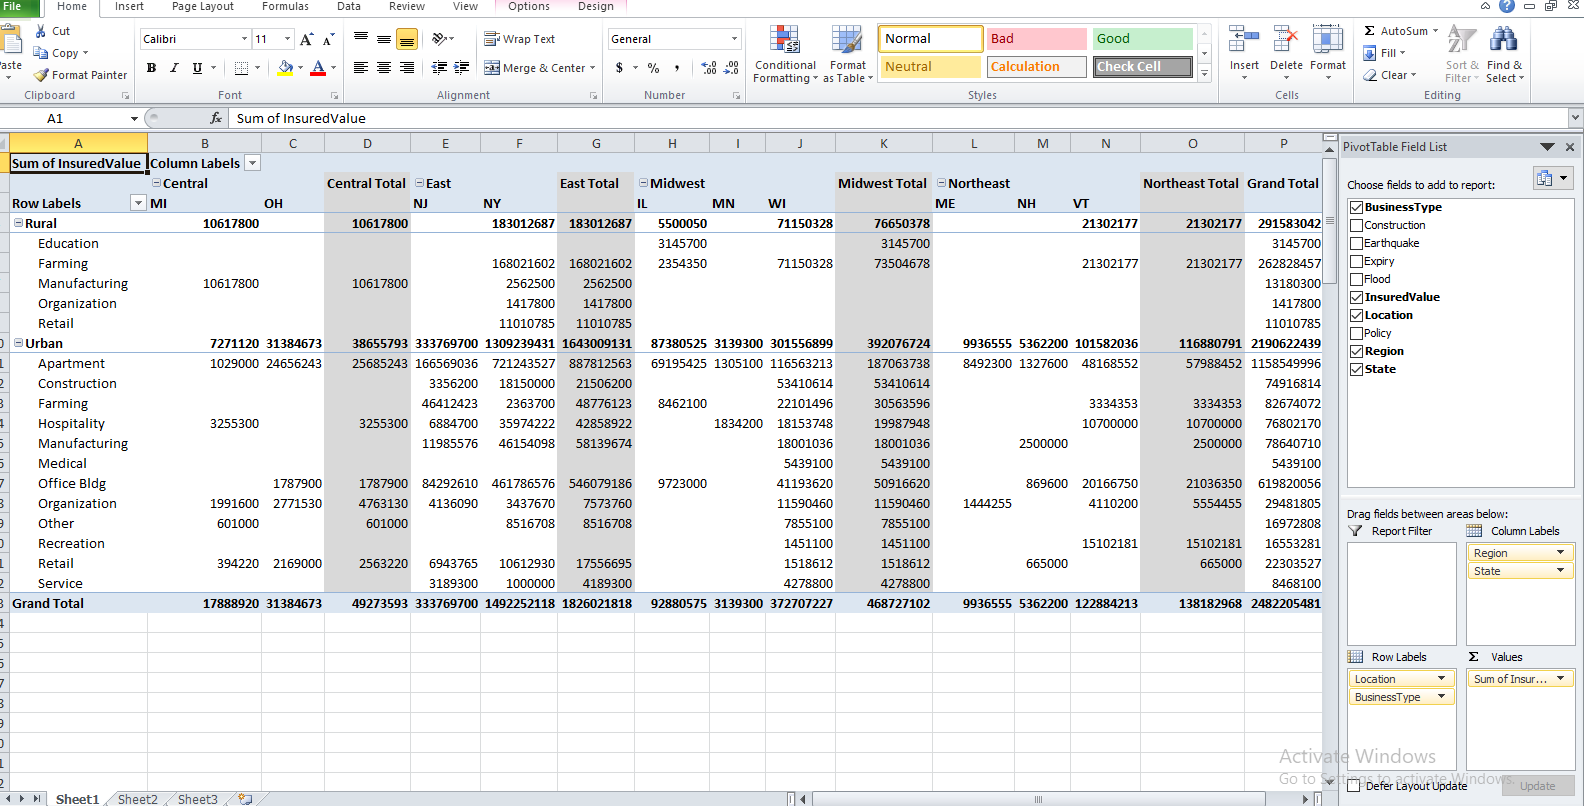 File Home Insert Page Layout Formulas Data Review View Options Design
Cut Calibri 11 Wrap Text General Normal Bad Good AutoSum
Copy Fill
Paste Format Painter B I U Merge & Center $ % , Conditional Formatting Format as Table Neutral Calculation Check Cell Insert Delete Format Clear Sort & Filter Find & Select
Clipboard Font Alignment Number Styles Cells Editing
A1 fx Sum of InsuredValue
A B C D E F G H I J K L M N O P
Sum of InsuredValue Column Labels
Central Central Total East East Total Midwest Midwest Total Northeast Northeast Total Grand Total
Row Labels MI OH NJ NY IL MN WI ME NH VT
Rural 10617800 10617800 183012687 183012687 5500050 71150328 76650378 21302177 21302177 291583042
Education 3145700 3145700 3145700
Farming 168021602 168021602 2354350 71150328 73504678 21302177 21302177 262828457
Manufacturing 10617800 10617800 2562500 2562500 13180300
Organization 1417800 1417800 1417800
Retail 11010785 11010785 11010785
Urban 7271120 31384673 38655793 333769700 1309239431 1643009131 87380525 3139300 301556899 392076724 9936555 5362200 101582036 116880791 2190622439
Apartment 1029000 24656243 25685243 166569036 721243527 887812563 69195425 1305100 116563213 187063738 8492300 1327600 48168552 57988452 1158549996
Construction 3356200 18150000 21506200 53410614 53410614 74916814
Farming 46412423 2363700 48776123 8462100 22101496 30563596 3334353 3334353 82674072
Hospitality 3255300 3255300 6884700 35974222 42858922 1834200 18153748 19987948 10700000 10700000 76802170
Manufacturing 11985576 46154098 58139674 18001036 18001036 2500000 2500000 78640710
Medical 5439100 5439100 5439100
Office Bldg 1787900 1787900 84292610 461786576 546079186 9723000 41193620 50916620 869600 20166750 21036350 619820056
Organization 1991600 2771530 4763130 4136090 3437670 7573760 11590460 11590460 1444255 4110200 5554455 29481805
Other 601000 601000 8516708 8516708 7855100 7855100 16972808
Recreation 1451100 1451100 15102181 15102181 16553281
Retail 394220 2169000 2563220 6943765 10612930 17556695 1518612 1518612 665000 665000 22303527
Service 3189300 1000000 4189300 4278800 4278800 8468100
Grand Total 17888920 31384673 49273593 333769700 1492252118 1826021818 92880575 3139300 372707227 468727102 9936555 5362200 122884213 138182968 2482205481
PivotTable Field List
Choose fields to add to report:
BusinessType
Construction
Earthquake
Expiry
Flood
InsuredValue
Location
Policy
Region
State
Drag fields between areas below:
Report Filter Column Labels
Region
State
Row Labels Σ Values
Location Sum of Insur...
BusinessType
Activate Windows
Go to Settings to activate Windows.
Defer Layout Update Update
Sheet1 Sheet2 Sheet3